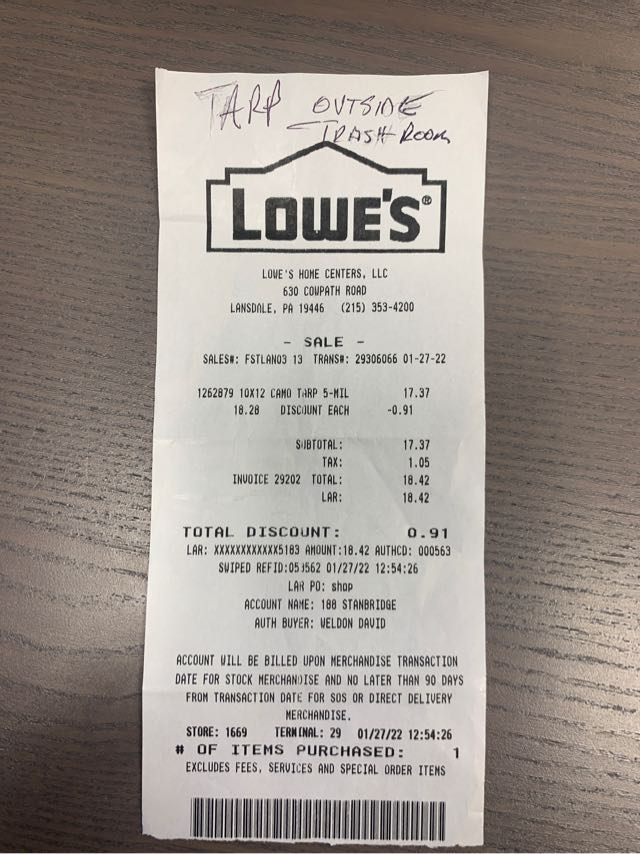 TARP OUTSIDE
TRASH ROOM
LOWE'S®
LOWE'S HOME CENTERS, LLC
630 COWPATH ROAD
LANSDALE, PA 19446 (215) 353-4200
- SALE -
SALES#: FSTLAN03 13 TRANS#: 29306066 01-27-22
1262879 10X12 CAMO TARP 5-MIL 17.37
18.28 DISCOUNT EACH -0.91
SUBTOTAL: 17.37
TAX: 1.05
INVOICE 29202 TOTAL: 18.42
LAR: 18.42
TOTAL DISCOUNT: 0.91
LAR: XXXXXXXXXXXX5183 AMOUNT:18.42 AUTHCD: 000563
SWIPED REFID: 01/27/22 12:54:26
LAR PO: shop
ACCOUNT NAME: 188 STANBRIDGE
AUTH BUYER: WELDON DAVID
ACCOUNT WILL BE BILLED UPON MERCHANDISE TRANSACTION
DATE FOR STOCK MERCHANDISE AND NO LATER THAN 90 DAYS
FROM TRANSACTION DATE FOR SOS OR DIRECT DELIVERY
MERCHANDISE.
STORE: 1669 TERMINAL: 29 01/27/22 12:54:26
# OF ITEMS PURCHASED: 1
EXCLUDES FEES, SERVICES AND SPECIAL ORDER ITEMS